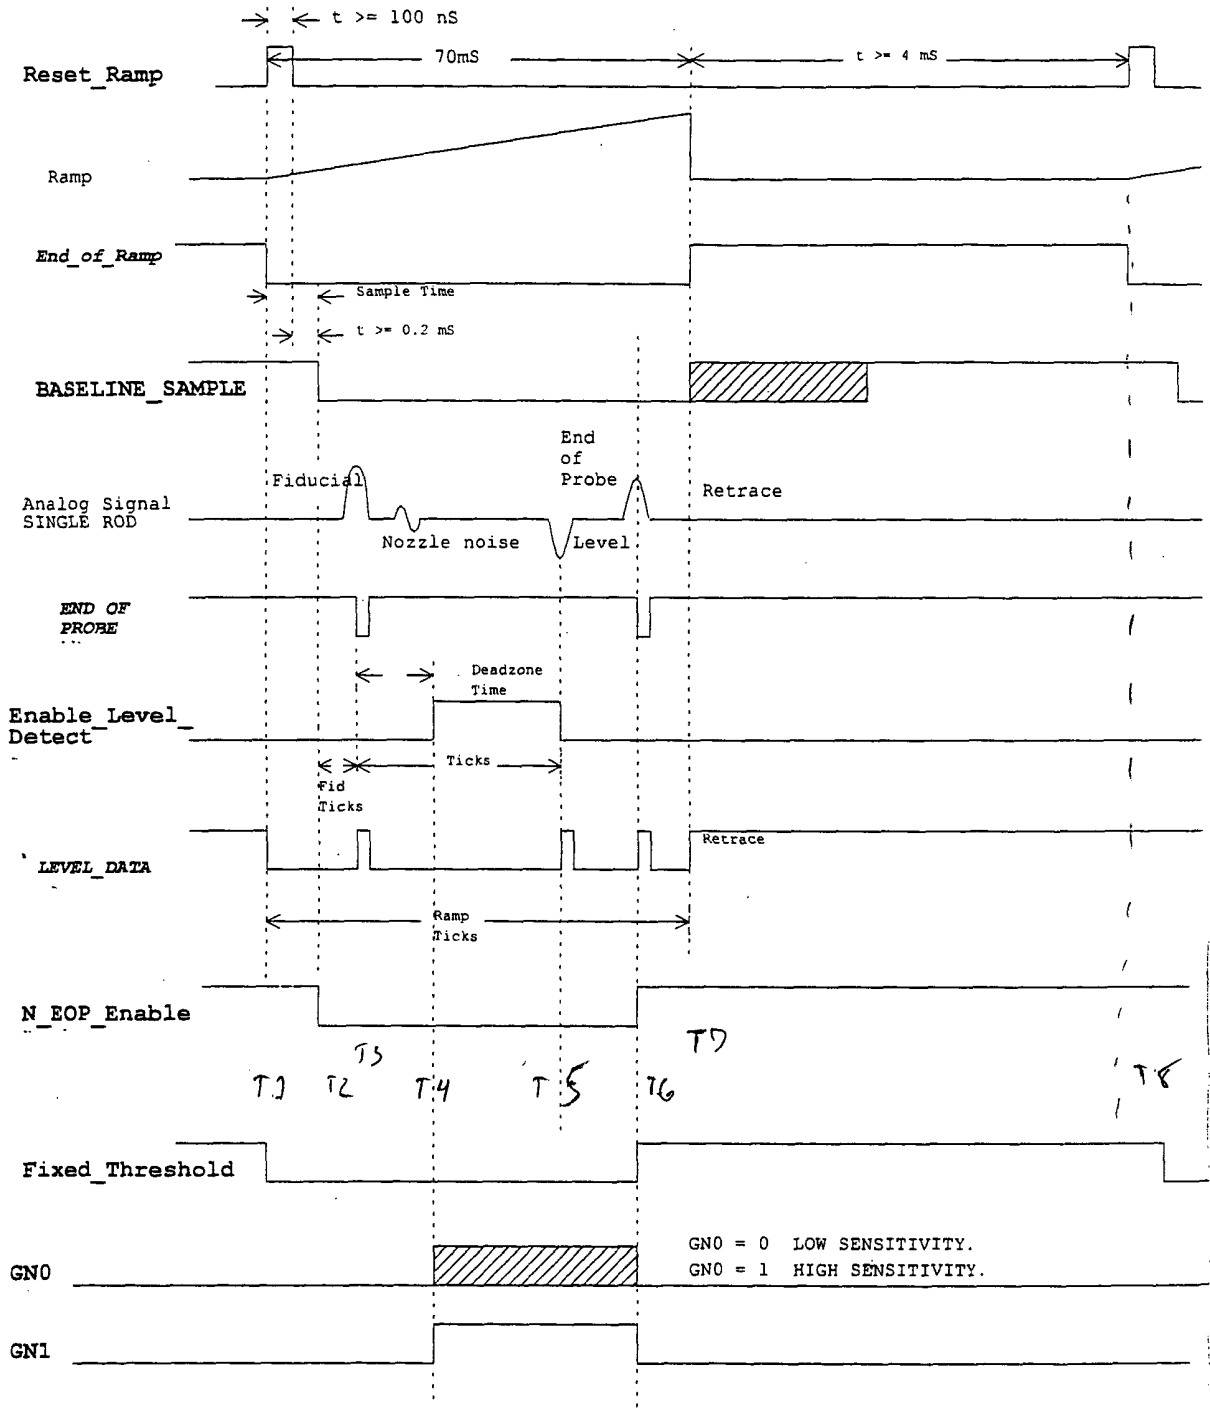 t >= 100 nS
70mS
t >= 4 mS
Reset_Ramp
Ramp
End_of_Ramp
Sample Time
t >= 0.2 mS
BASELINE_SAMPLE
End
of
Probe
Fiducial
Retrace
Analog Signal
SINGLE ROD
Nozzle noise
Level
END OF
PROBE
Deadzone
Time
Enable_Level_
Detect
Ticks
Fid
Ticks
Retrace
LEVEL_DATA
Ramp
Ticks
N_EOP_Enable
T7
T3
T1
T2
T4
T5
T6
T8
Fixed_Threshold
GN0 = 0 LOW SENSITIVITY.
GN0 = 1 HIGH SENSITIVITY.
GN0
GN1